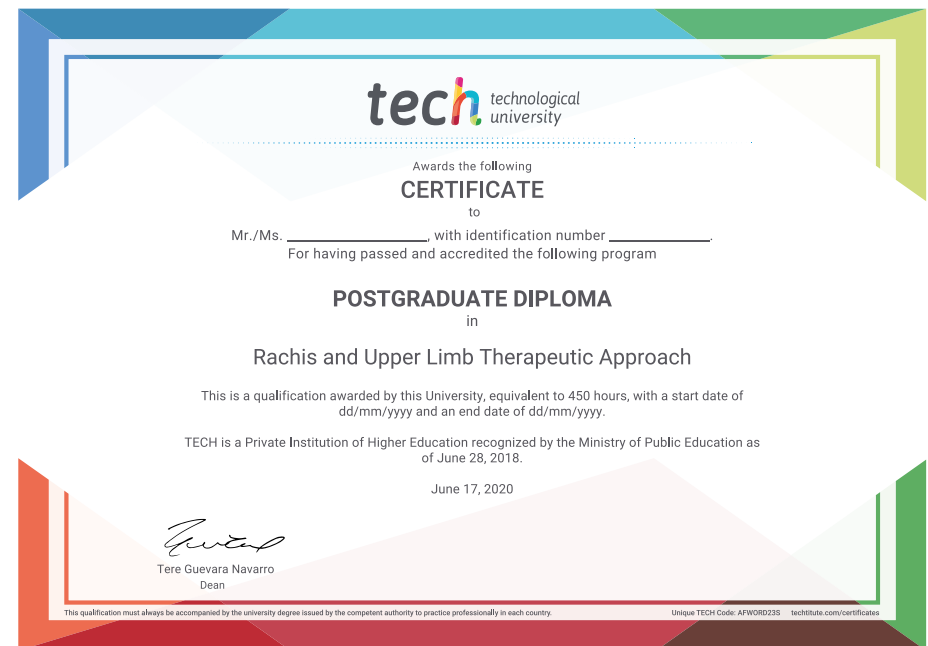 tech technological
university
Awards the following
CERTIFICATE
to
Mr./Ms. ____________________, with identification number ______________.
For having passed and accredited the following program
POSTGRADUATE DIPLOMA
in
Rachis and Upper Limb Therapeutic Approach
This is a qualification awarded by this University, equivalent to 450 hours, with a start date of
dd/mm/yyyy and an end date of dd/mm/yyyy.
TECH is a Private Institution of Higher Education recognized by the Ministry of Public Education as
of June 28, 2018.
June 17, 2020
Tere Guevara Navarro
Dean
This qualification must always be accompanied by the university degree issued by the competent authority to practice professionally in each country. Unique TECH Code: AFWORD23S techtitute.com/certificates